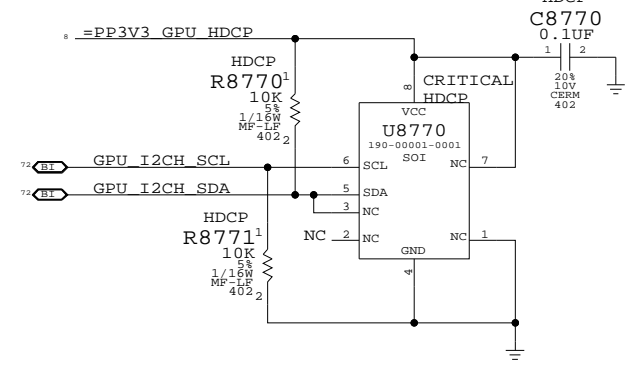 HDCP
C8770
0.1UF
1 2
20%
10V
CERM
402
8 =PP3V3_GPU_HDCP
HDCP
R8770
1
10K
5%
1/16W
MF-LF
402
2
CRITICAL
HDCP
8
VCC
U8770
190-00001-0001
SOI
72 BI GPU_I2CH_SCL
6 SCL
NC 7
72 BI GPU_I2CH_SDA
5 SDA
3 NC
NC 2 NC
NC 1
GND
4
HDCP
R8771
1
10K
5%
1/16W
MF-LF
402
2